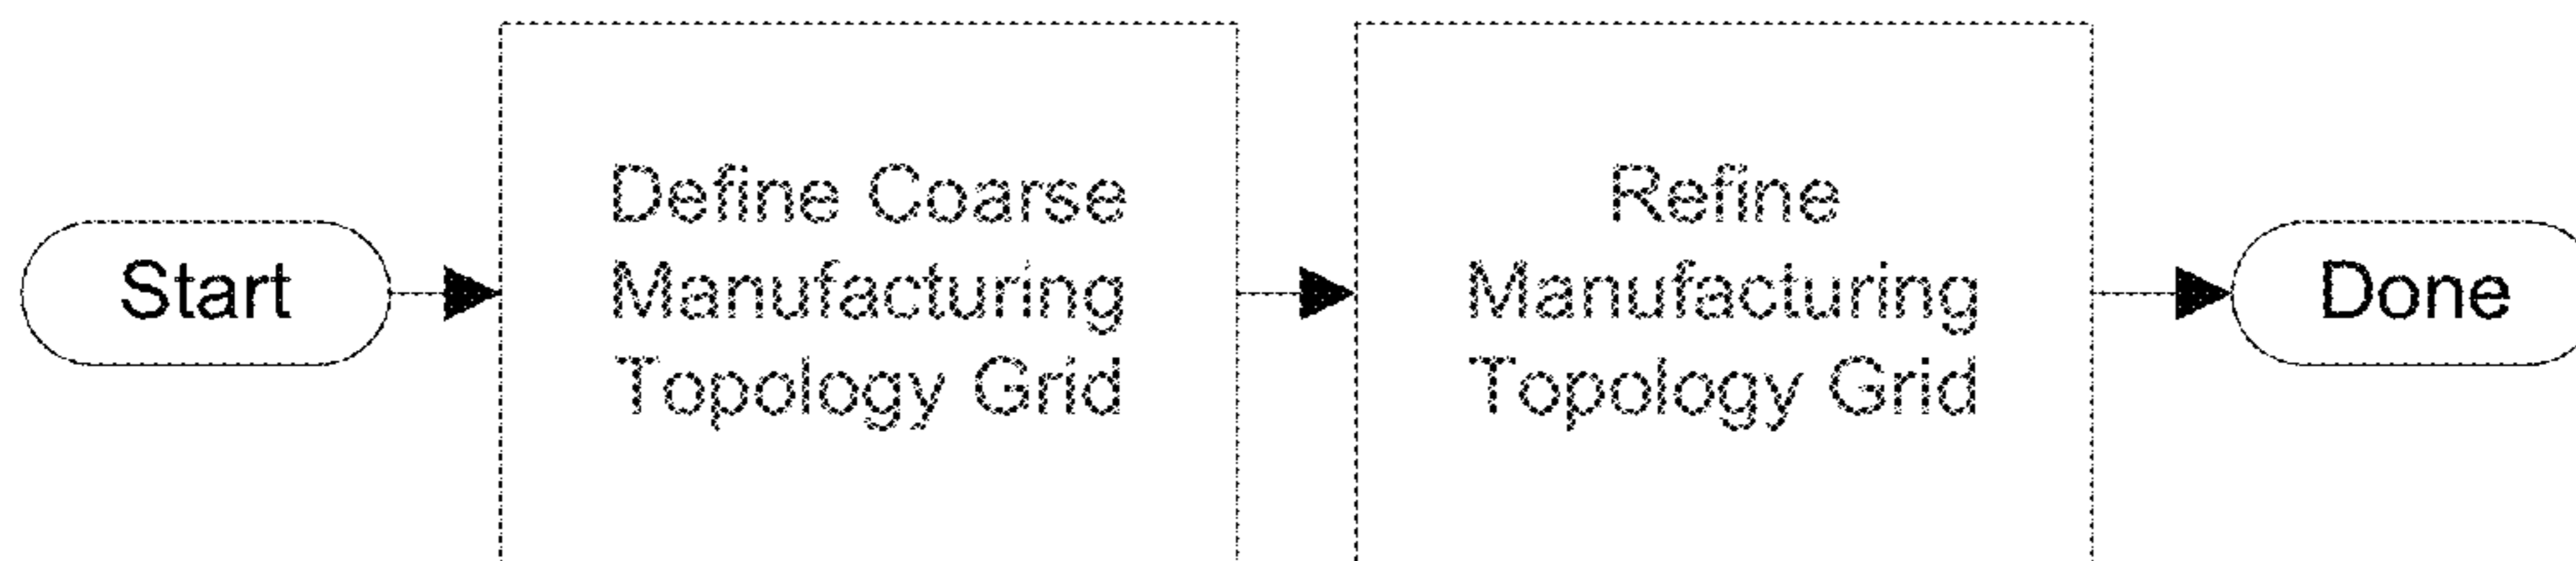 Start
Define Coarse
Manufacturing
Topology Grid
Refine
Manufacturing
Topology Grid
Done